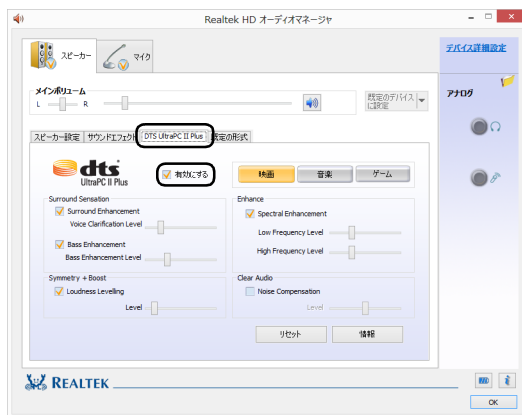 Realtek HD オーディオマネージャ
スピーカー
マイク
デバイス詳細設定
メインボリューム
L
R
既定のデバイス
に設定
アナログ
スピーカー設定
サウンドエフェクト
DTS UltraPC II Plus
既定の形式
dts
UltraPC II Plus
有効にする
映画
音楽
ゲーム
Surround Sensation
Surround Enhancement
Voice Clarification Level
Bass Enhancement
Bass Enhancement Level
Enhance
Spectral Enhancement
Low Frequency Level
High Frequency Level
Symmetry + Boost
Loudness Levelling
Level
Clear Audio
Noise Compensation
Level
リセット
情報
REALTEK
OK